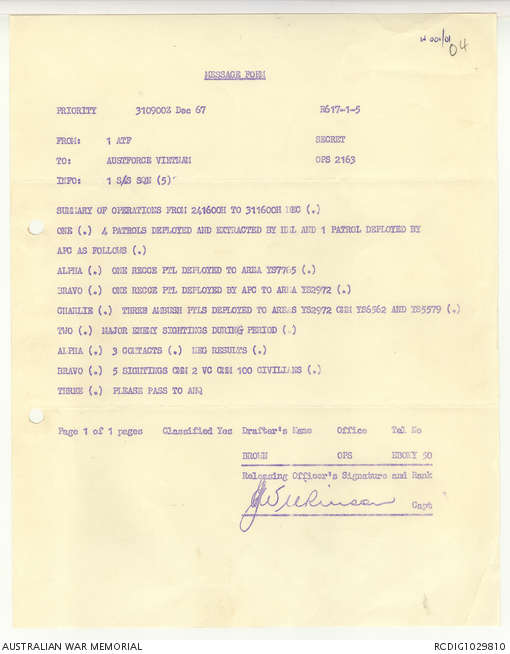 04
MESSAGE FORM
PRIORITY 310900Z Dec 67 R617-1-5
FROM: 1 ATF SECRET
TO: AUSTFORCE VIETNAM OPS 2163
INFO: 1 S/S SQN (5)
SUMMARY OF OPERATIONS FROM 241600H TO 311600H DEC (.)
ONE (.) 4 PATROLS DEPLOYED AND EXTRACTED BY HEL AND 1 PATROL DEPLOYED BY
APC AS FOLLOWS (.)
ALPHA (.) ONE RECCE PTL DEPLOYED TO AREA YS7765 (.)
BRAVO (.) ONE RECCE PTL DEPLOYED BY APC TO AREA YS2972 (.)
CHARLIE (.) THREE AMBUSH PTLS DEPLOYED TO AREAS YS2972 CMM YS6562 AND YS5579 (.)
TWO (.) MAJOR ENEMY SIGHTINGS DURING PERIOD (.)
ALPHA (.) 3 CONTACTS (.) NEG RESULTS (.)
BRAVO (.) 5 SIGHTINGS CMM 2 VC CMM 100 CIVILIANS (.)
THREE (.) PLEASE PASS TO AHQ
Page 1 of 1 pages Classified Yes Drafter's Name Office Tel No
BROWN OPS EBONY 50
Releasing Officer's Signature and Rank
Capt
AUSTRALIAN WAR MEMORIAL RCDIG1029810